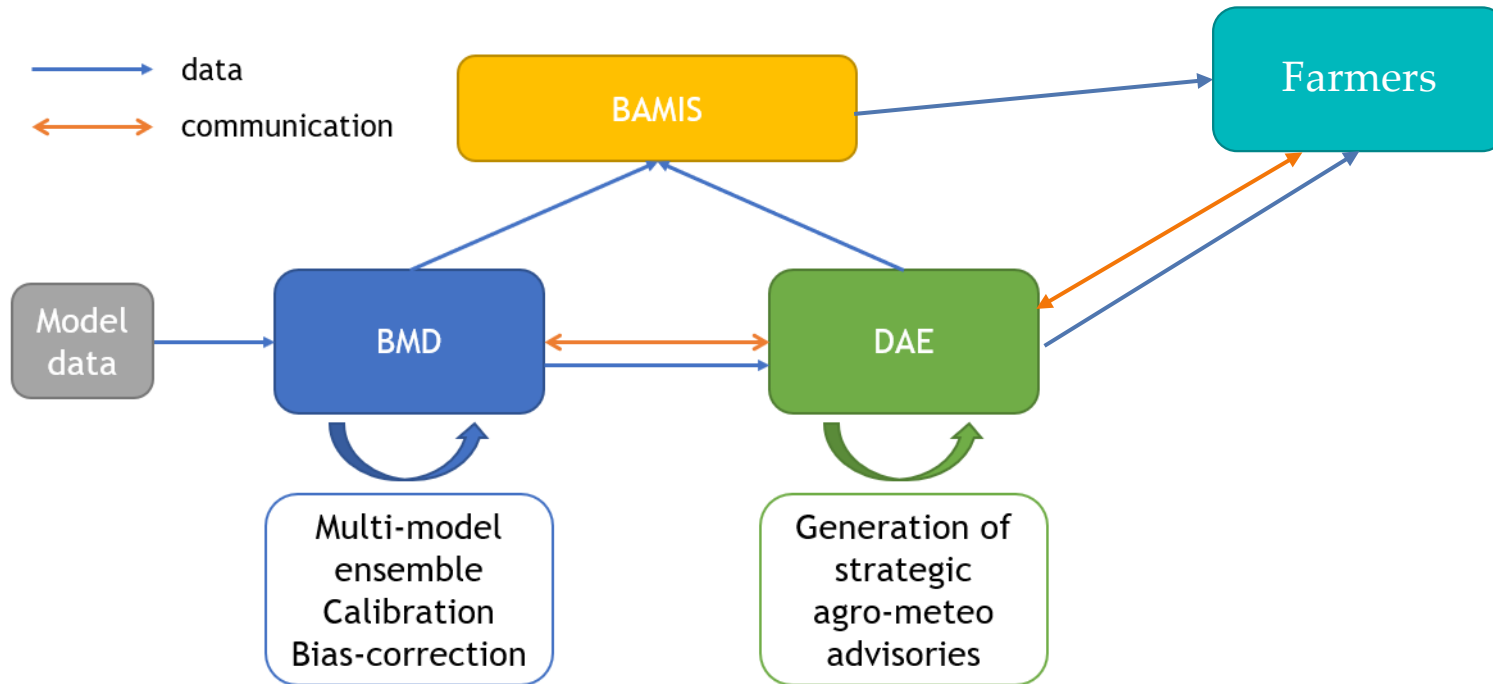 data
communication
BAMIS
Farmers
Model
data
BMD
DAE
Multi-model
ensemble
Calibration
Bias-correction
Generation of
strategic
agro-meteo
advisories